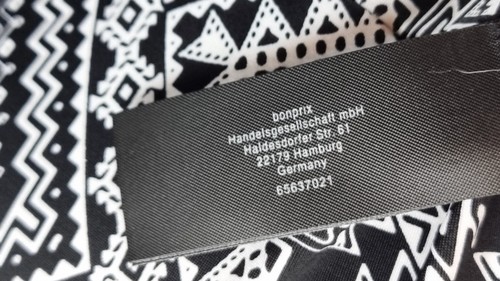 bonprix
Handelsgesellschaft mbH
Haldesdorfer Str. 61
22179 Hamburg
Germany
65637021